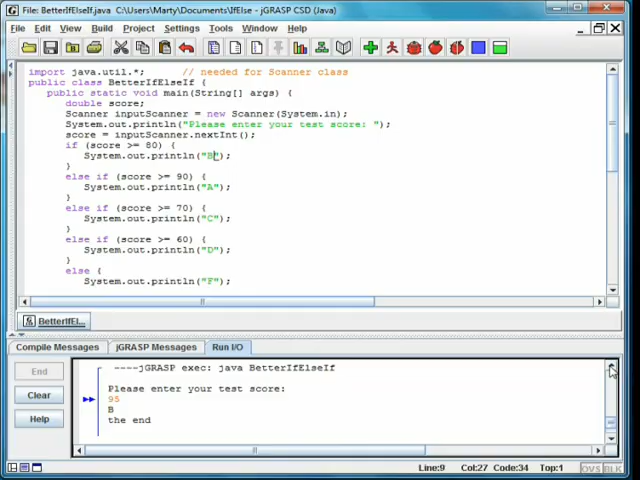 File: BetterIfElseIf.java C:\Users\Marty\Documents\IfElse - jGRASP CSD (Java)
File Edit View Build Project Settings Tools Window Help
import java.util.*; // needed for Scanner class
public class BetterIfElseIf {
public static void main(String[] args) {
double score;
Scanner inputScanner = new Scanner(System.in);
System.out.println("Please enter your test score: ");
score = inputScanner.nextInt();
if (score >= 80) {
System.out.println("B");
}
else if (score >= 90) {
System.out.println("A");
}
else if (score >= 70) {
System.out.println("C");
}
else if (score >= 60) {
System.out.println("D");
}
else {
System.out.println("F");
BetterIfEl...
Compile Messages jGRASP Messages Run I/O
End
Clear
Help
----jGRASP exec: java BetterIfElseIf
Please enter your test score:
95
B
the end
Line:9 Col:27 Code:34 Top:1 OVS BLK